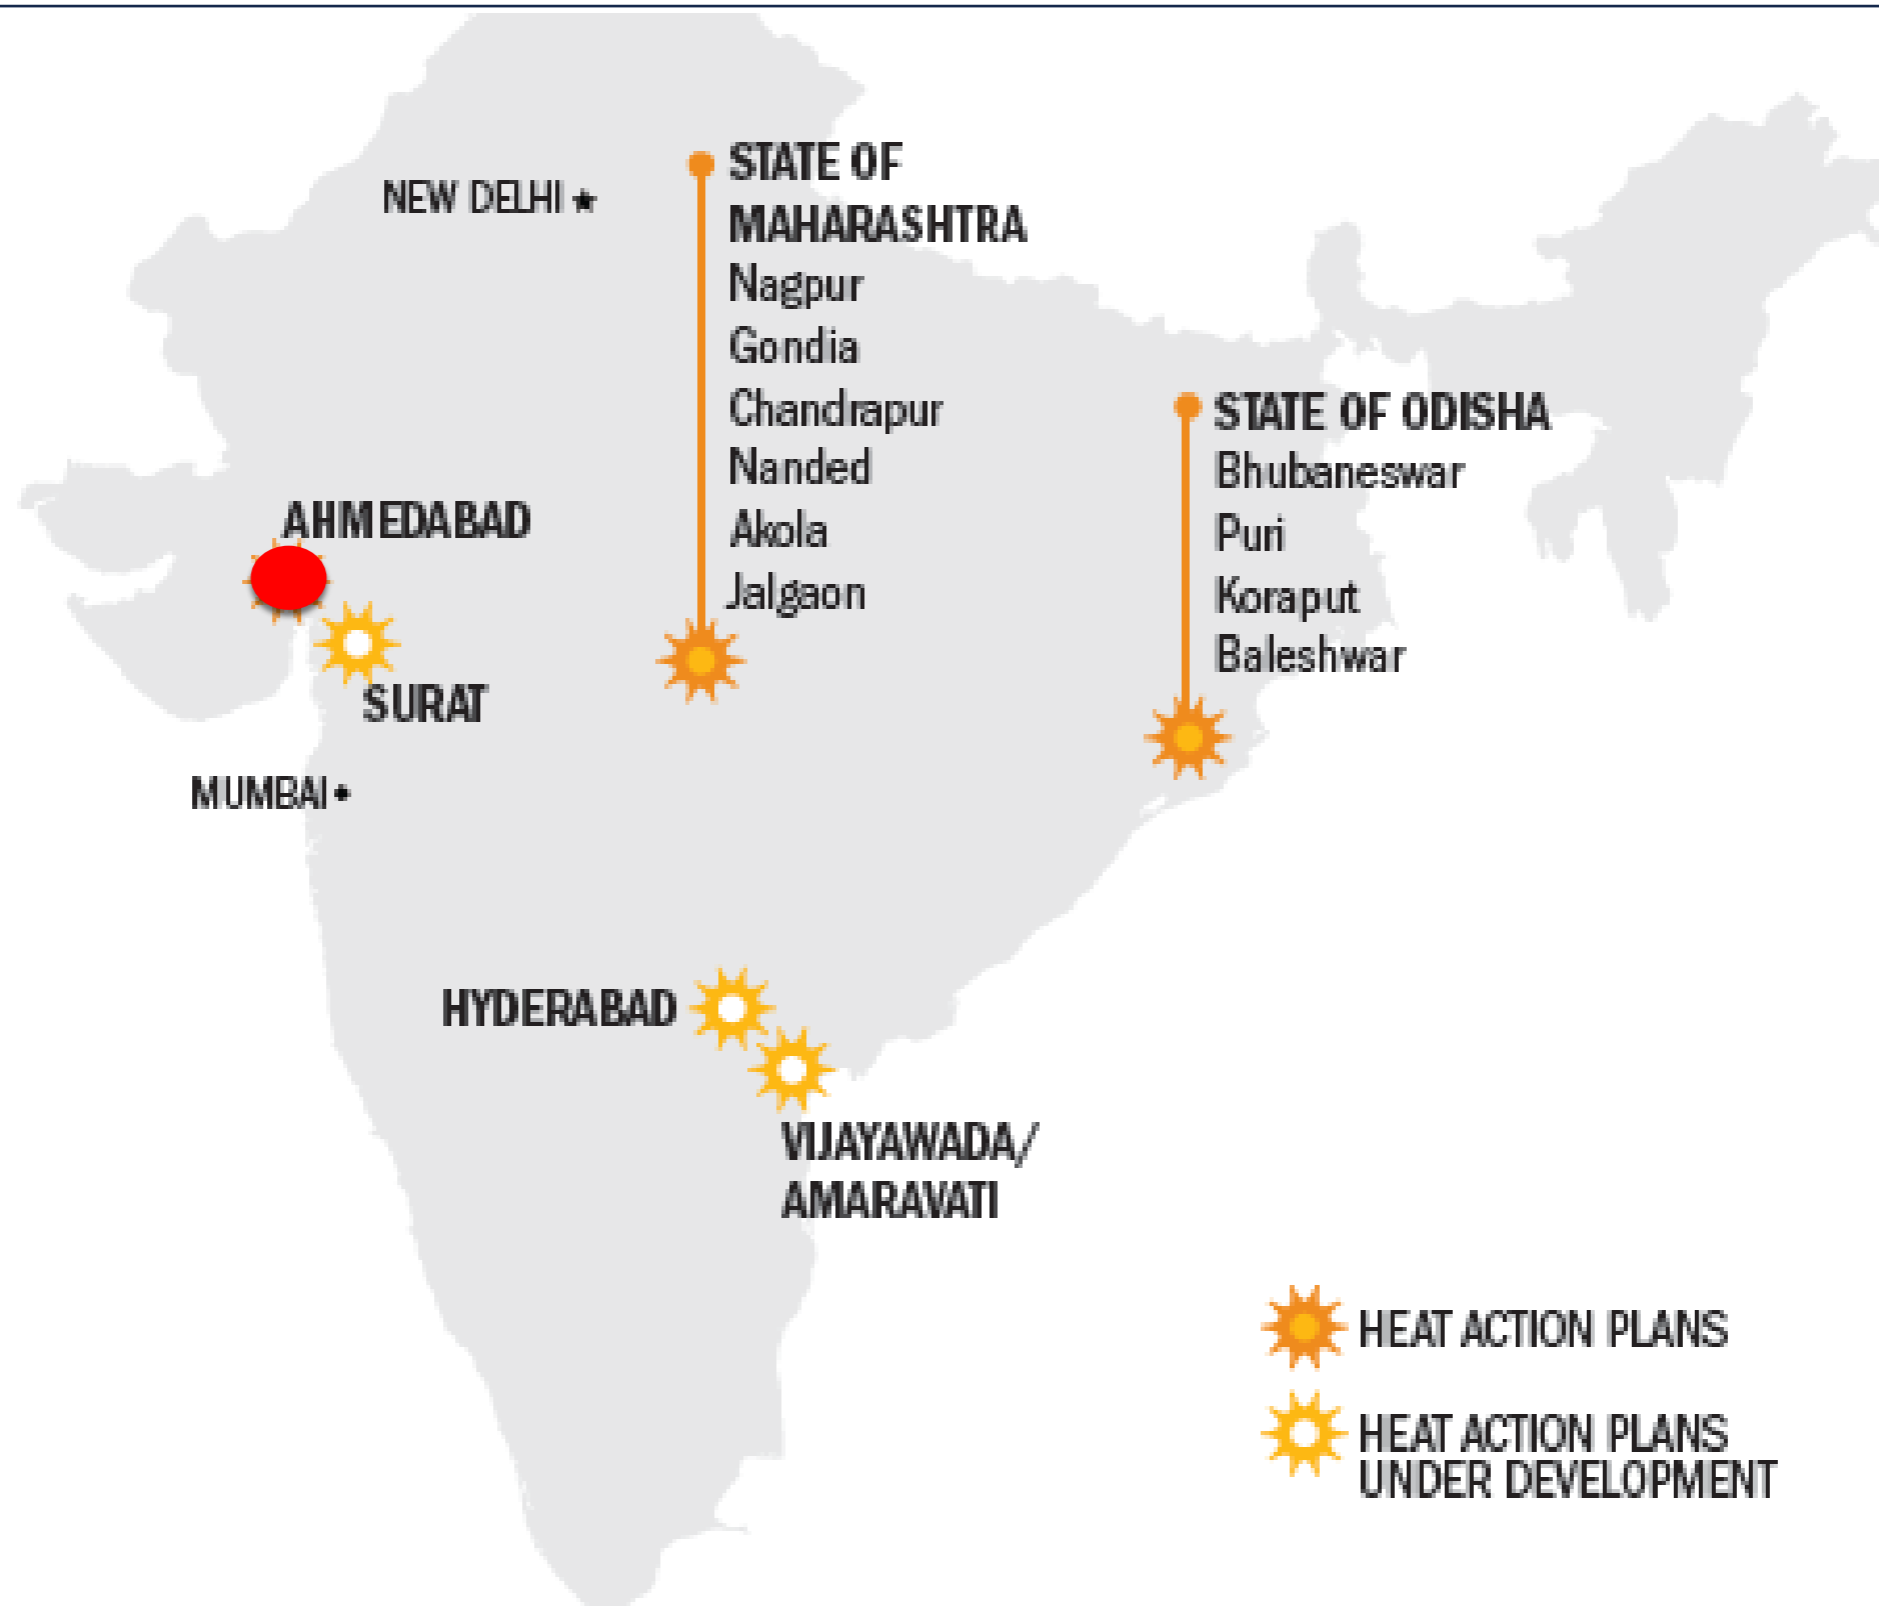 NEW DELHI
STATE OF
MAHARASHTRA
Nagpur
Gondia
Chandrapur
Nanded
Akola
Jalgaon
STATE OF ODISHA
Bhubaneswar
Puri
Koraput
Baleshwar
AHMEDABAD
SURAT
MUMBAI
HYDERABAD
VIJAYAWADA/
AMARAVATI
HEAT ACTION PLANS
HEAT ACTION PLANS
UNDER DEVELOPMENT